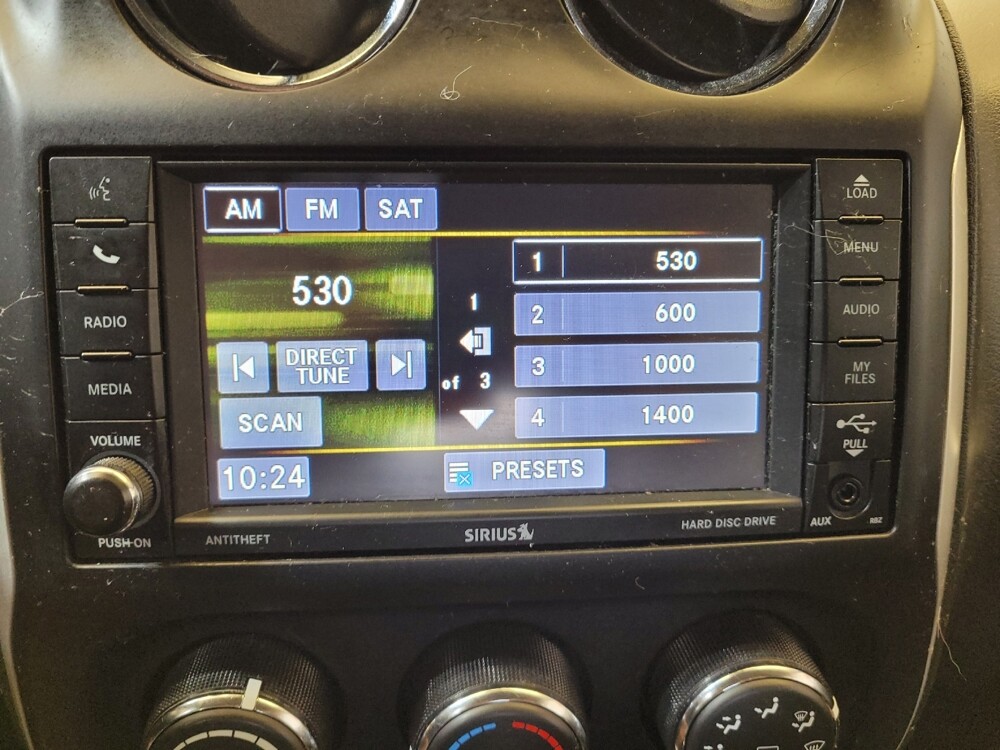 LOAD
AM FM SAT
MENU
RADIO
530
1
of 3
1 530
2 600
3 1000
4 1400
AUDIO
DIRECT
TUNE
MY
FILES
MEDIA
SCAN
VOLUME
PULL
10:24
PRESETS
PUSH-ON
ANTITHEFT
SIRIUS
HARD DISC DRIVE
AUX
RBZ